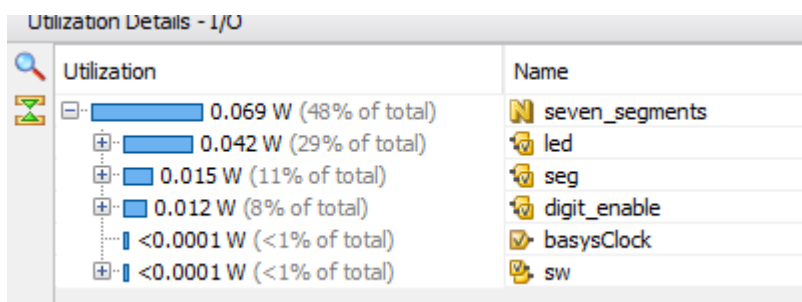 Utilization Details - I/O
Utilization Name
0.069 W (48% of total) seven_segments
0.042 W (29% of total) led
0.015 W (11% of total) seg
0.012 W (8% of total) digit_enable
<0.0001 W (<1% of total) basysClock
<0.0001 W (<1% of total) sw